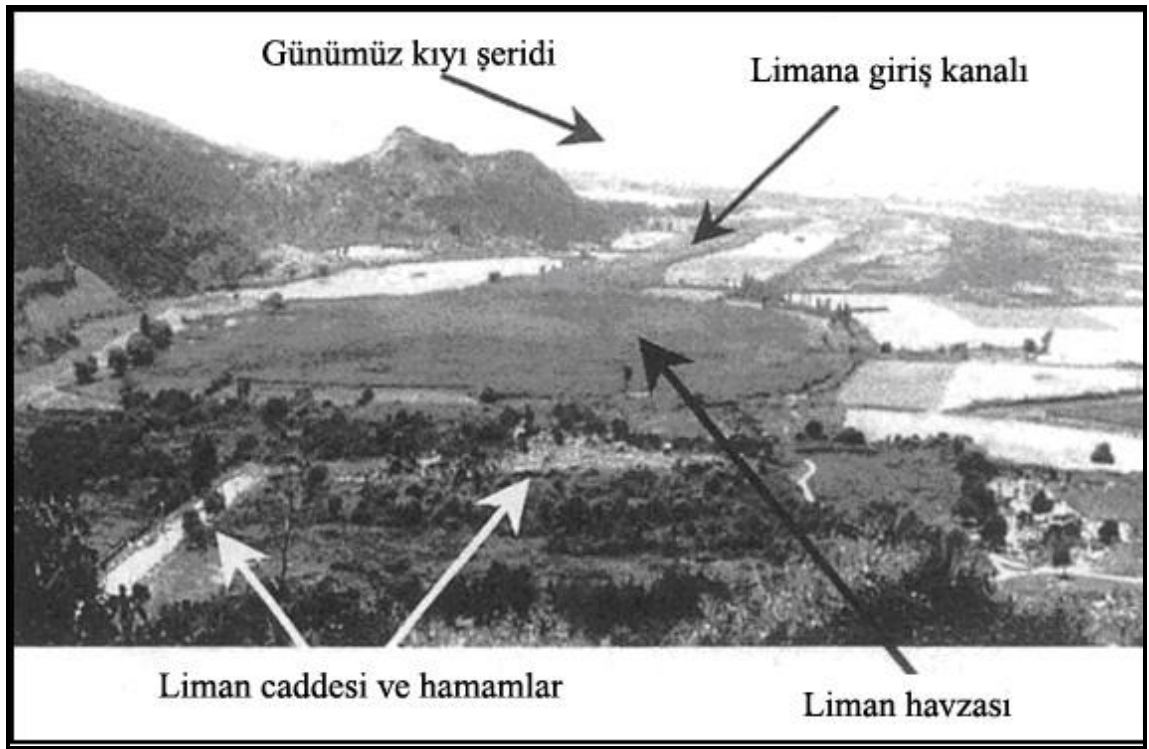 Günümüz kıyı şeridi
Limana giriş kanalı
Liman caddesi ve hamamlar
Liman havzası